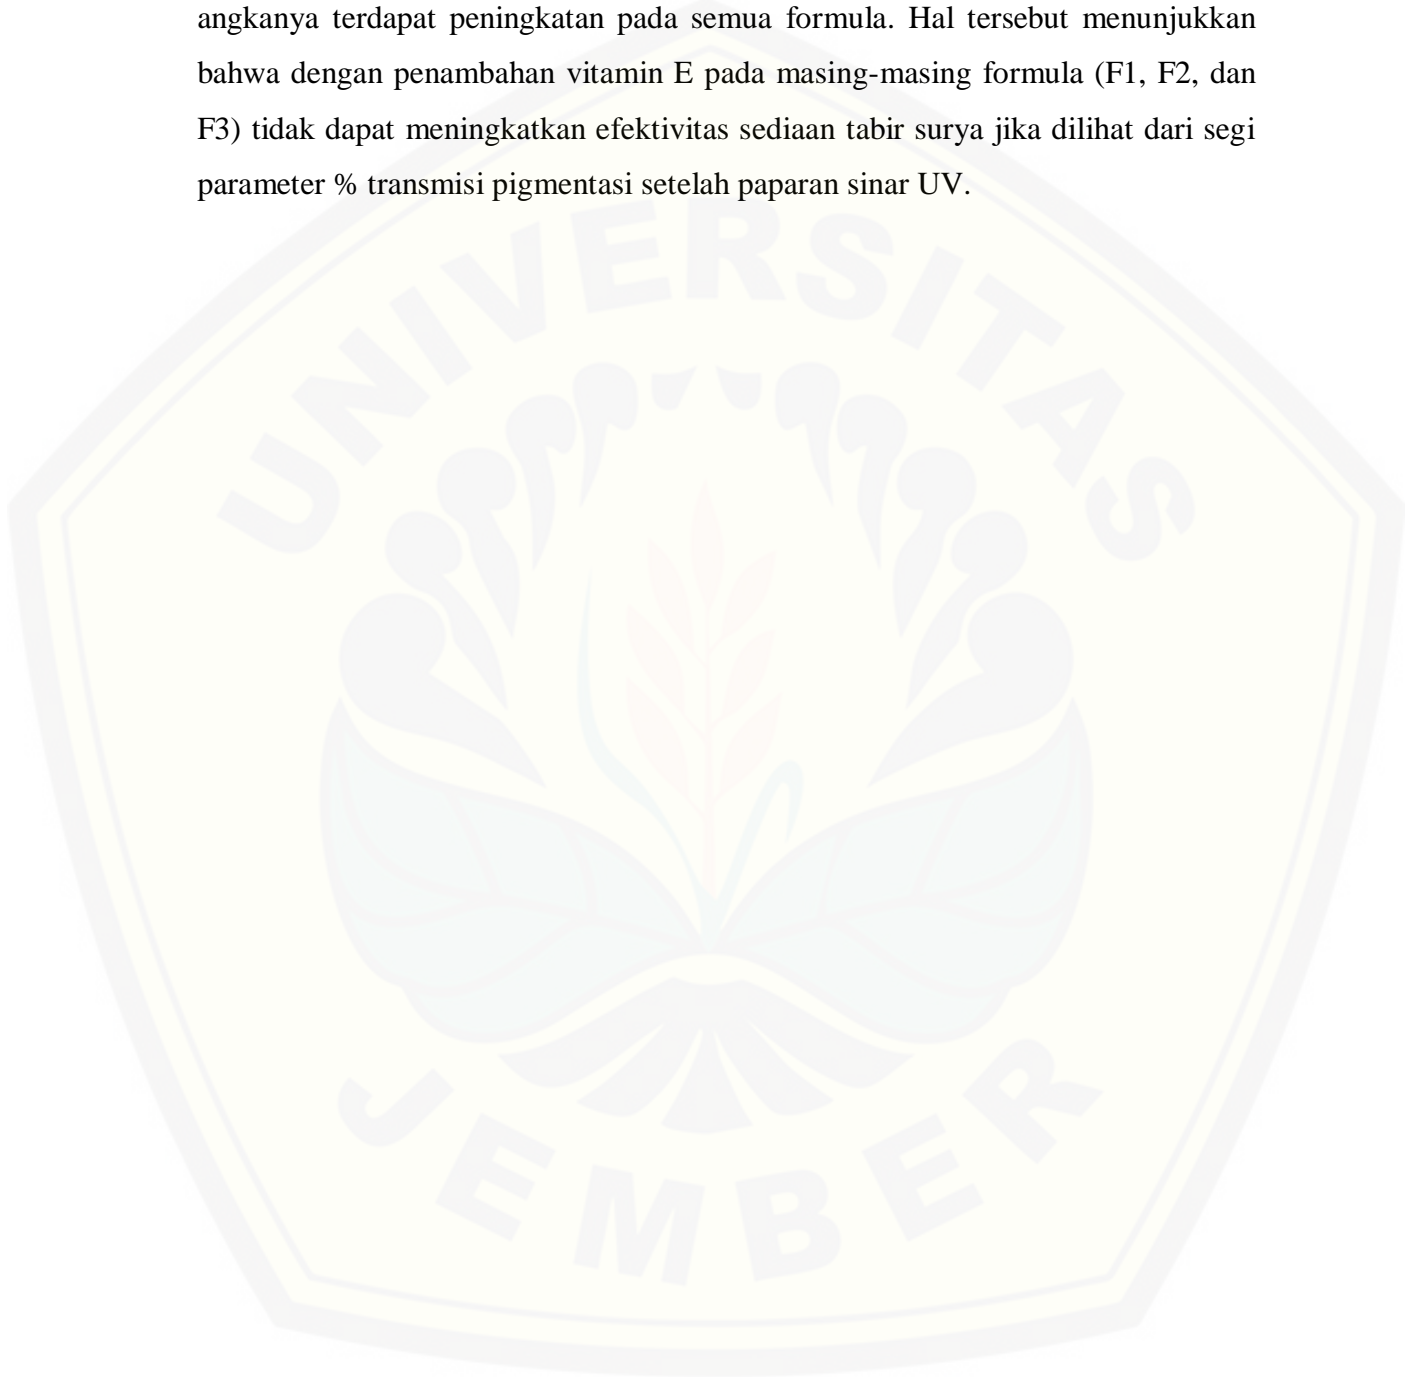 angkanya terdapat peningkatan pada semua formula. Hal tersebut menunjukkan
bahwa dengan penambahan vitamin E pada masing-masing formula (F1, F2, dan
F3) tidak dapat meningkatkan efektivitas sediaan tabir surya jika dilihat dari segi
parameter % transmisi pigmentasi setelah paparan sinar UV.
UNIVERSITAS
JEMBER